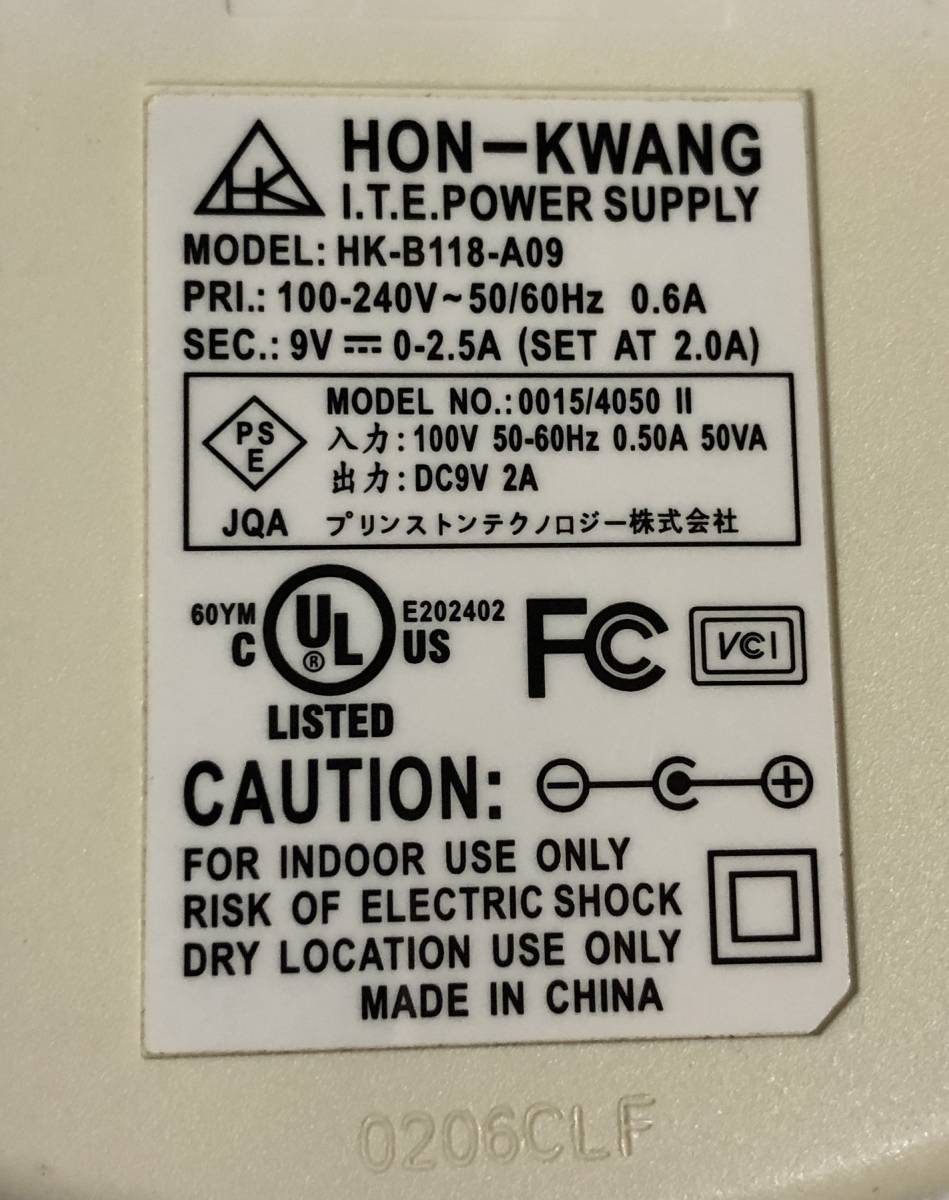 HK
HON-KWANG
I.T.E.POWER SUPPLY
MODEL: HK-B118-A09
PRI.: 100-240V~50/60Hz 0.6A
SEC.: 9V ⎓ 0-2.5A (SET AT 2.0A)
PS
E
JQA
MODEL NO.:0015/4050 II
入力:100V 50-60Hz 0.50A 50VA
出力:DC9V 2A
プリンストンテクノロジー株式会社
60YM
C
UL
®
E202402
US
LISTED
FC
VCCI
CAUTION:
FOR INDOOR USE ONLY
RISK OF ELECTRIC SHOCK
DRY LOCATION USE ONLY
MADE IN CHINA
0206CLF